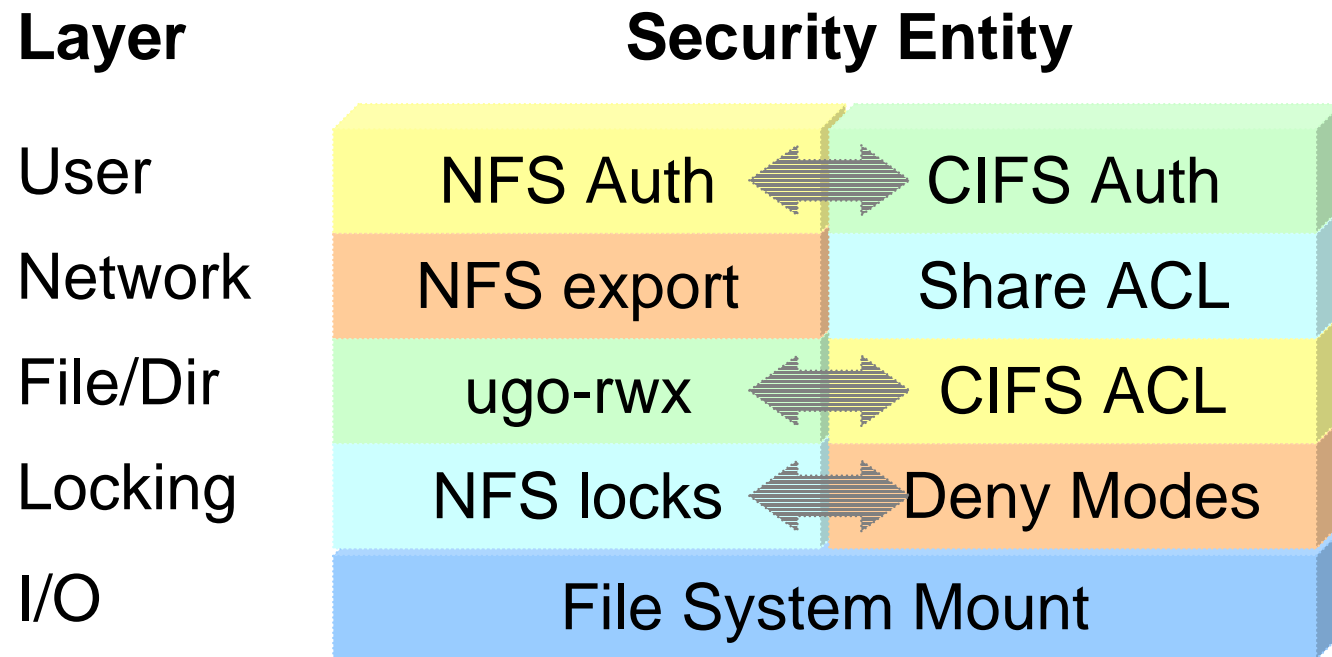 Layer Security Entity
User NFS Auth CIFS Auth
Network NFS export Share ACL
File/Dir ugo-rwx CIFS ACL
Locking NFS locks Deny Modes
I/O File System Mount